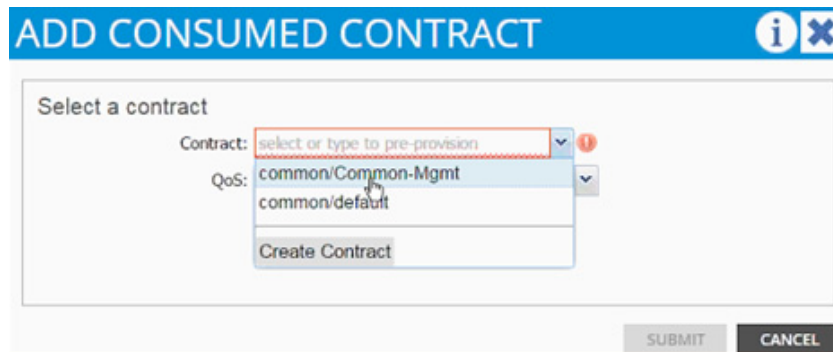 ADD CONSUMED CONTRACT
Select a contract
Contract: select or type to pre-provision
QoS: common/Common-Mgmt
common/default
Create Contract
SUBMIT CANCEL